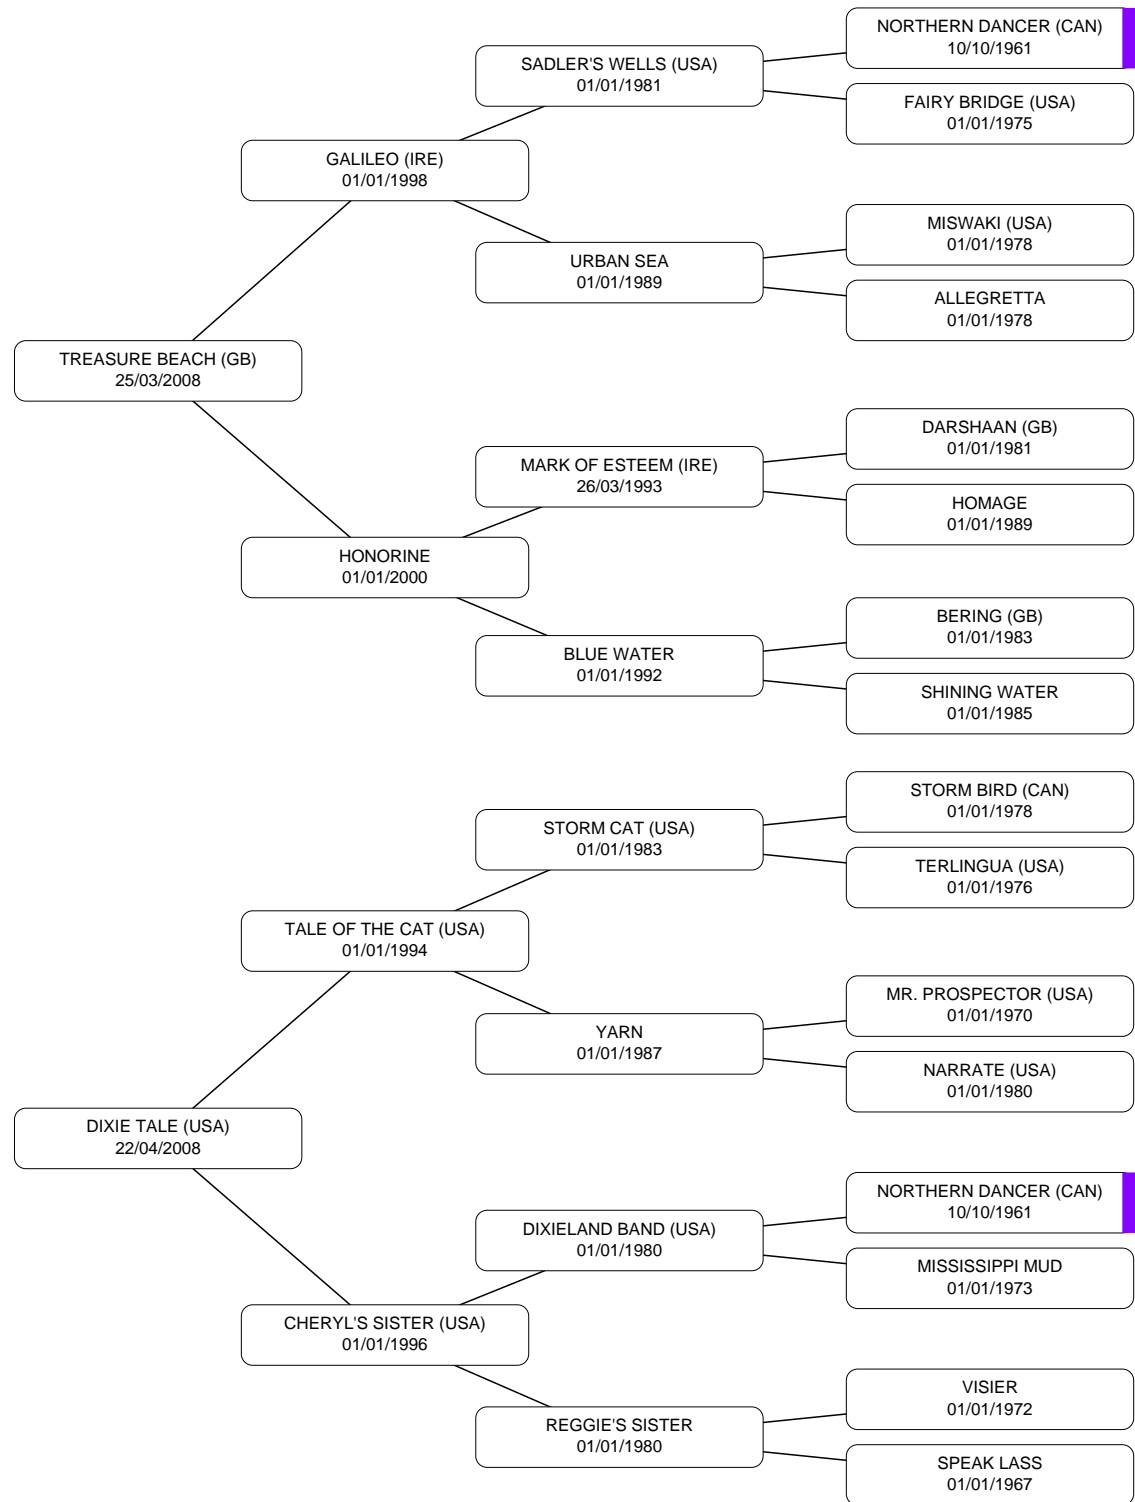 NORTHERN DANCER (CAN)
10/10/1961
SADLER'S WELLS (USA)
01/01/1981
FAIRY BRIDGE (USA)
01/01/1975
GALILEO (IRE)
01/01/1998
MISWAKI (USA)
01/01/1978
URBAN SEA
01/01/1989
ALLEGRETTA
01/01/1978
TREASURE BEACH (GB)
25/03/2008
DARSHAAN (GB)
01/01/1981
MARK OF ESTEEM (IRE)
26/03/1993
HOMAGE
01/01/1989
HONORINE
01/01/2000
BERING (GB)
01/01/1983
BLUE WATER
01/01/1992
SHINING WATER
01/01/1985
STORM BIRD (CAN)
01/01/1978
STORM CAT (USA)
01/01/1983
TERLINGUA (USA)
01/01/1976
TALE OF THE CAT (USA)
01/01/1994
MR. PROSPECTOR (USA)
01/01/1970
YARN
01/01/1987
NARRATE (USA)
01/01/1980
DIXIE TALE (USA)
22/04/2008
NORTHERN DANCER (CAN)
10/10/1961
DIXIELAND BAND (USA)
01/01/1980
MISSISSIPPI MUD
01/01/1973
CHERYL'S SISTER (USA)
01/01/1996
VISIER
01/01/1972
REGGIE'S SISTER
01/01/1980
SPEAK LASS
01/01/1967